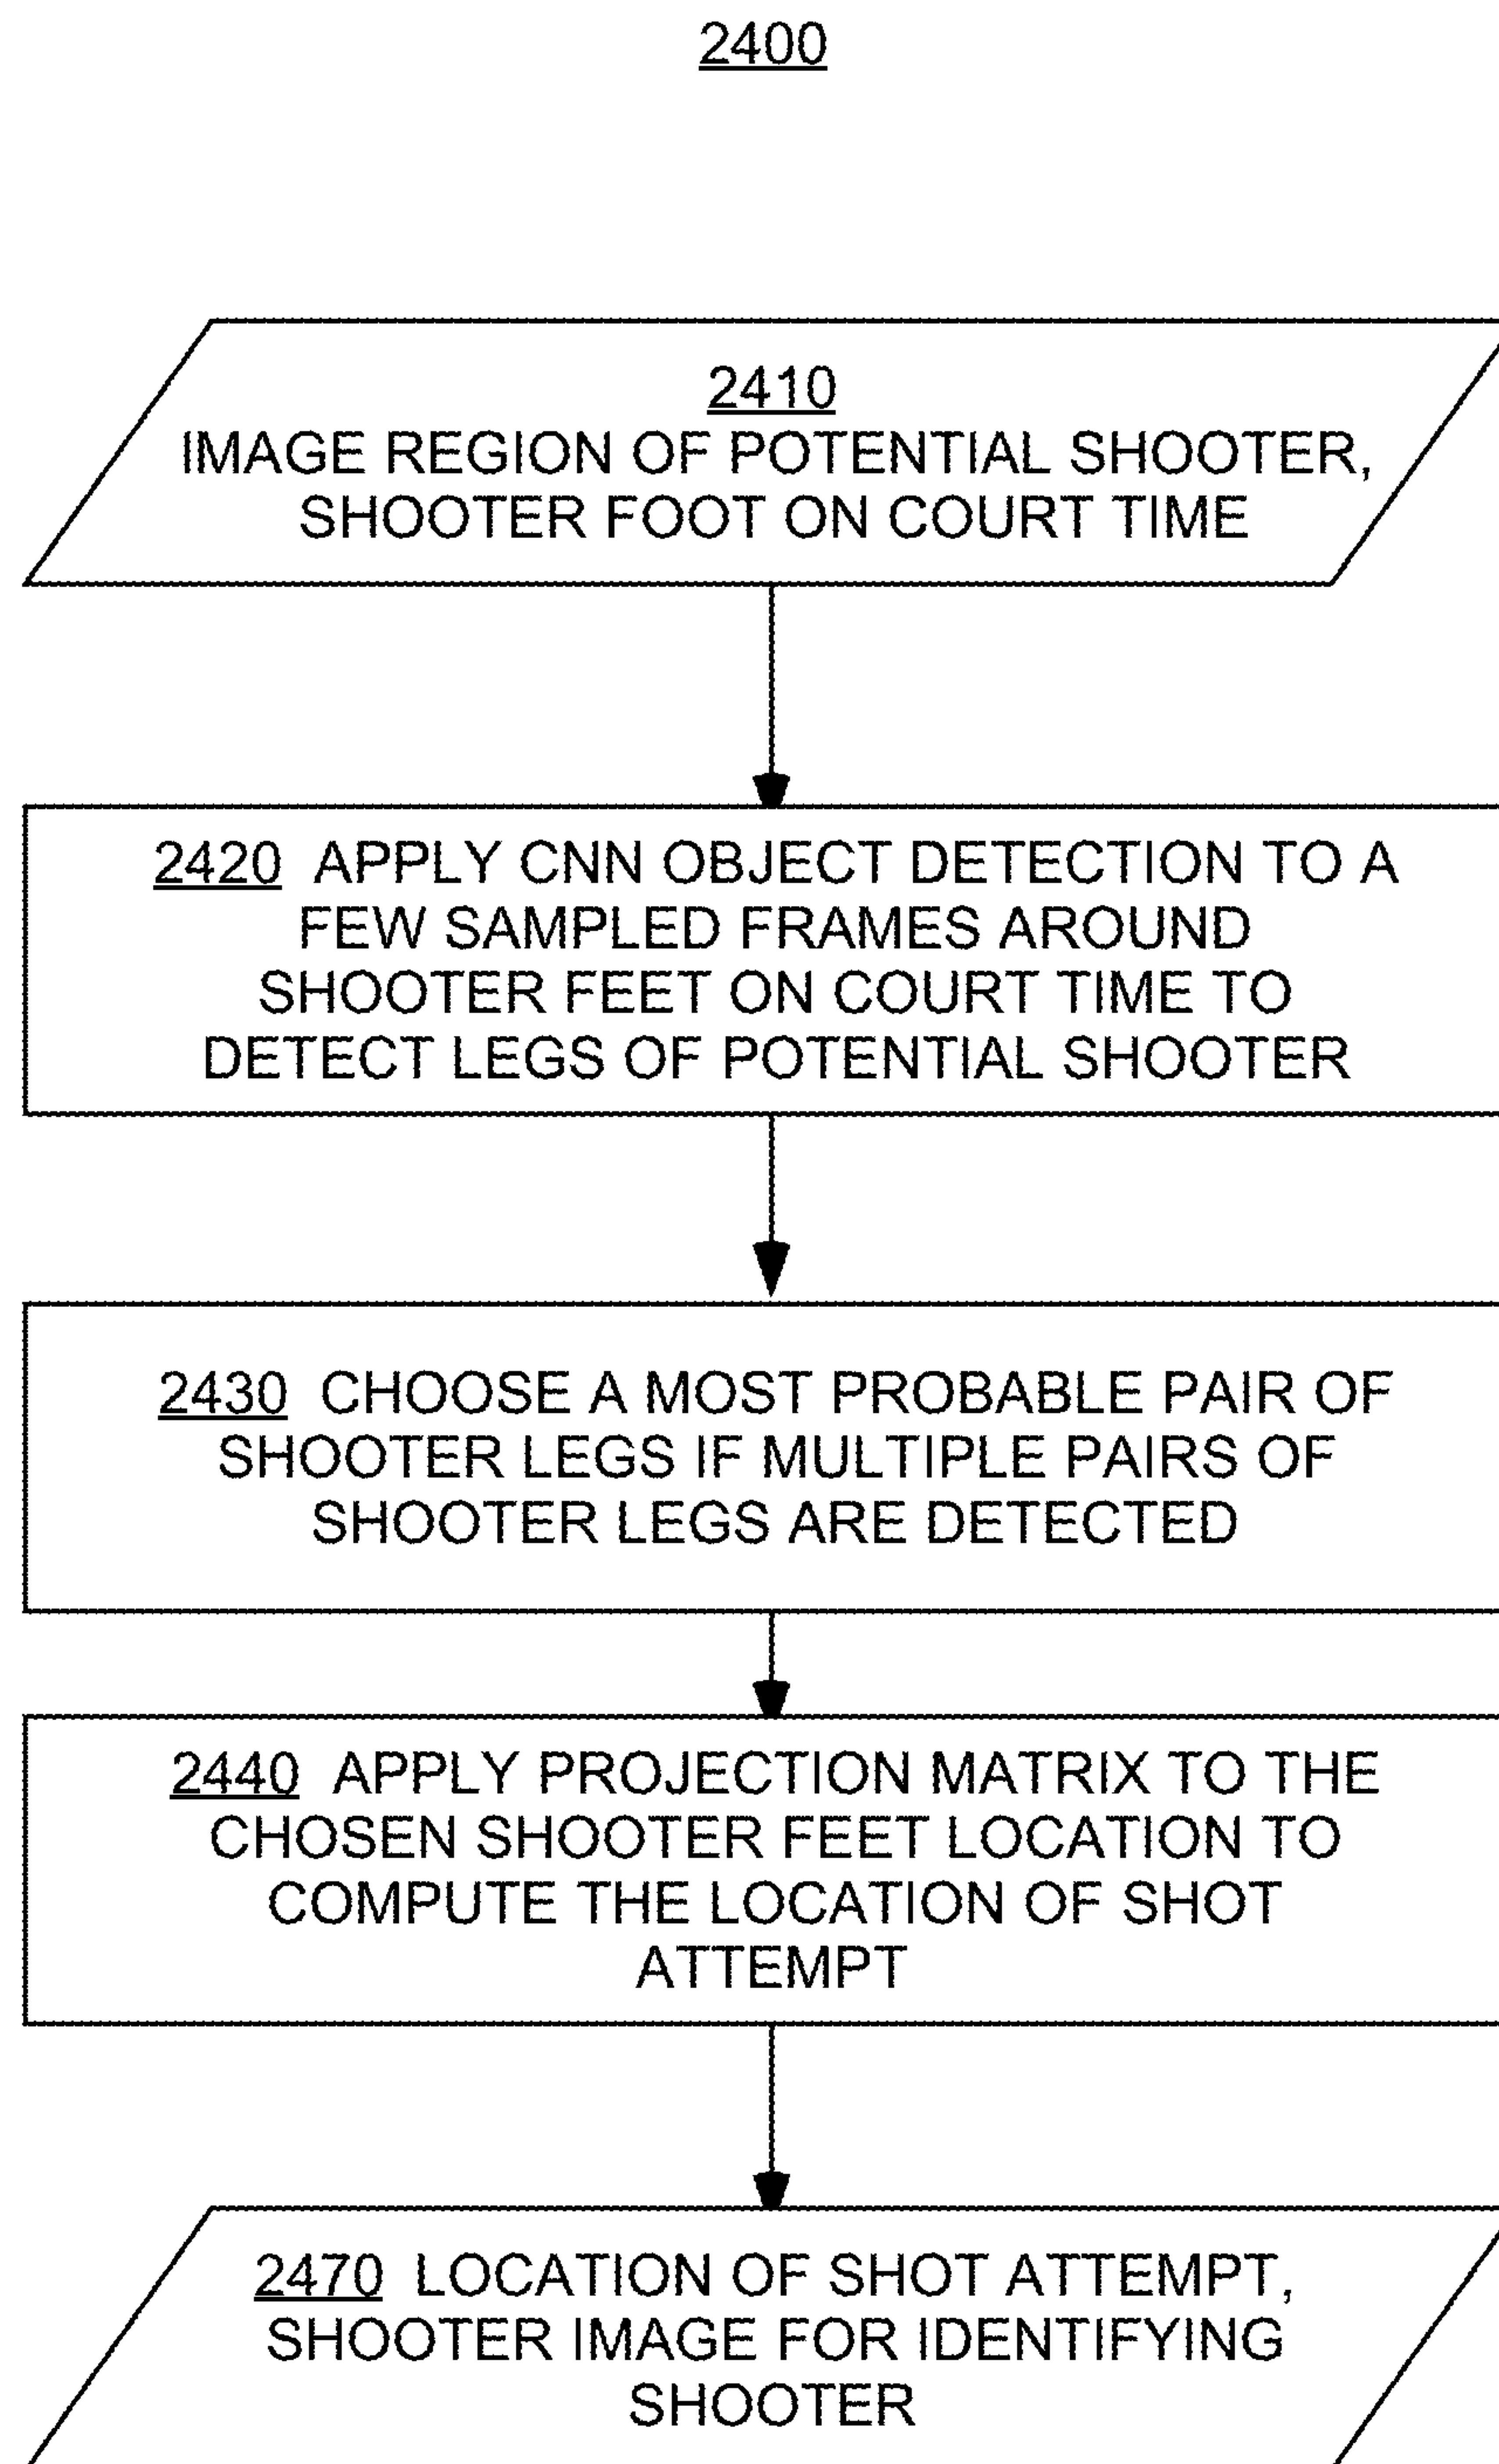 2400
2410
IMAGE REGION OF POTENTIAL SHOOTER,
SHOOTER FOOT ON COURT TIME
2420 APPLY CNN OBJECT DETECTION TO A
FEW SAMPLED FRAMES AROUND
SHOOTER FEET ON COURT TIME TO
DETECT LEGS OF POTENTIAL SHOOTER
2430 CHOOSE A MOST PROBABLE PAIR OF
SHOOTER LEGS IF MULTIPLE PAIRS OF
SHOOTER LEGS ARE DETECTED
2440 APPLY PROJECTION MATRIX TO THE
CHOSEN SHOOTER FEET LOCATION TO
COMPUTE THE LOCATION OF SHOT
ATTEMPT
2470 LOCATION OF SHOT ATTEMPT,
SHOOTER IMAGE FOR IDENTIFYING
SHOOTER